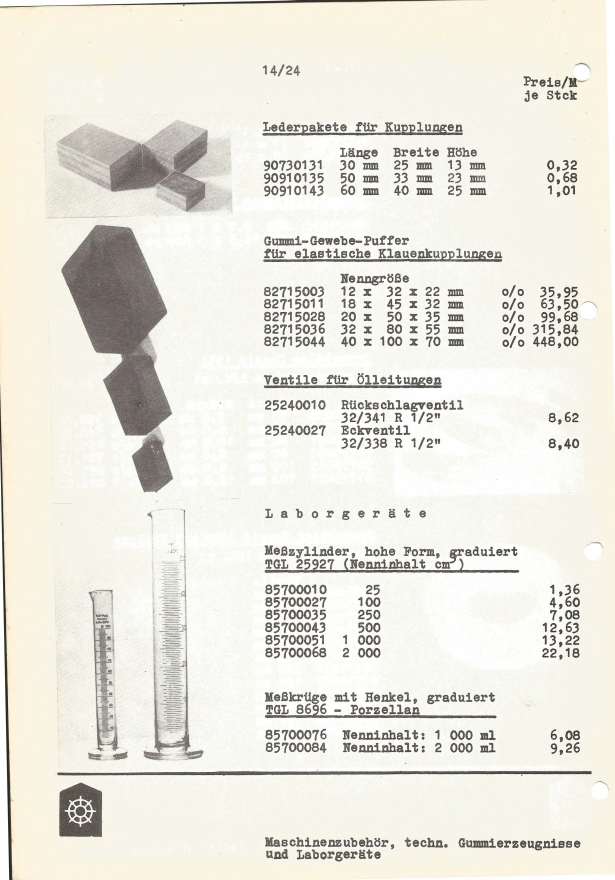 14/24
Preis/M
je Stck
Lederpakete für Kupplungen
Länge Breite Höhe
90730131 30 mm 25 mm 13 mm 0,32
90910135 50 mm 33 mm 23 mm 0,68
90910143 60 mm 40 mm 25 mm 1,01
Gummi-Gewebe-Puffer
für elastische Klauenkupplungen
Nenngröße
82715003 12 x 32 x 22 mm o/o 35,95
82715011 18 x 45 x 32 mm o/o 63,50
82715028 20 x 50 x 35 mm o/o 99,68
82715036 32 x 80 x 55 mm o/o 315,84
82715044 40 x 100 x 70 mm o/o 448,00
Ventile für Ölleitungen
25240010 Rückschlagventil
32/341 R 1/2" 8,62
25240027 Eckventil
32/338 R 1/2" 8,40
Laborgeräte
Meßzylinder, hohe Form, graduiert
TGL 25927 (Nenninhalt cm³)
85700010 25 1,36
85700027 100 4,60
85700035 250 7,08
85700043 500 12,63
85700051 1 000 13,22
85700068 2 000 22,18
Meßkrüge mit Henkel, graduiert
TGL 8696 - Porzellan
85700076 Nenninhalt: 1 000 ml 6,08
85700084 Nenninhalt: 2 000 ml 9,26
Maschinenzubehör, techn. Gummierzeugnisse
und Laborgeräte